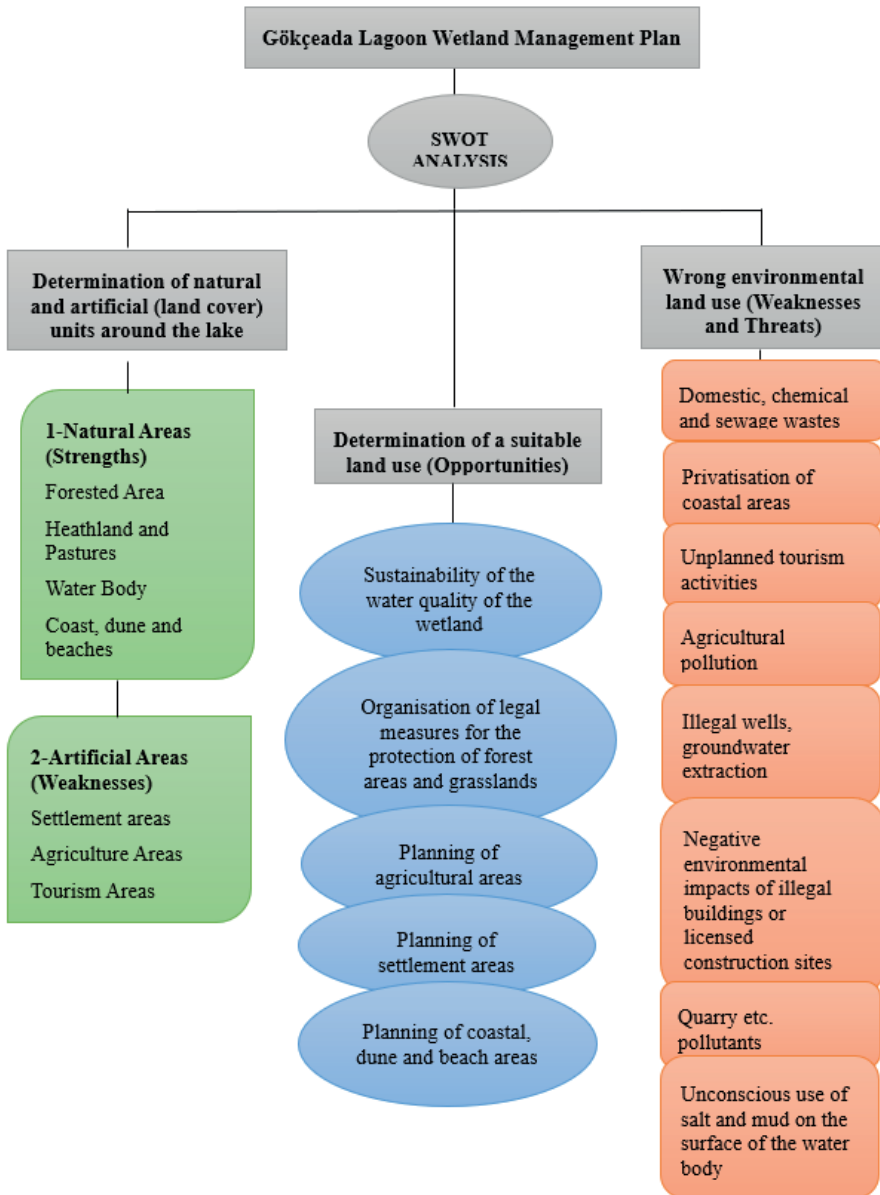 Gökçeada Lagoon Wetland Management Plan
SWOT
ANALYSIS
Determination of natural
and artificial (land cover)
units around the lake
1-Natural Areas
(Strengths)
Forested Area
Heathland and
Pastures
Water Body
Coast, dune and
beaches
2-Artificial Areas
(Weaknesses)
Settlement areas
Agriculture Areas
Tourism Areas
Determination of a suitable
land use (Opportunities)
Sustainability of the
water quality of the
wetland
Organisation of legal
measures for the
protection of forest
areas and grasslands
Planning of
agricultural areas
Planning of
settlement areas
Planning of coastal,
dune and beach areas
Wrong environmental
land use (Weaknesses
and Threats)
Domestic, chemical
and sewage wastes
Privatisation of
coastal areas
Unplanned tourism
activities
Agricultural
pollution
Illegal wells,
groundwater
extraction
Negative
environmental
impacts of illegal
buildings or
licensed
construction sites
Quarry etc.
pollutants
Unconscious use of
salt and mud on the
surface of the water
body